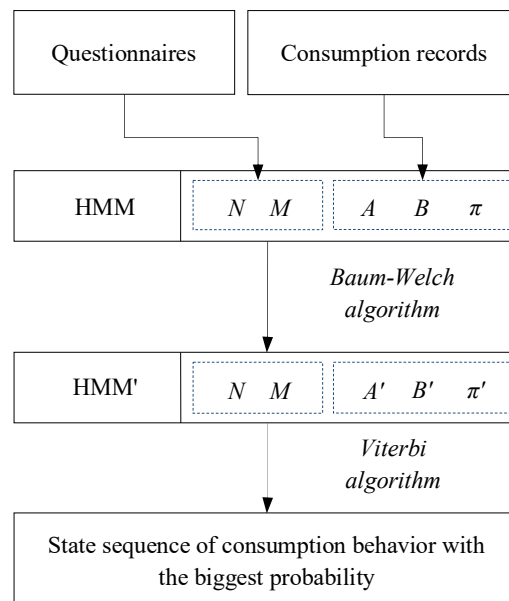 Questionnaires
Consumption records
HMM N M A B π
Baum-Welch
algorithm
HMM' N M A' B' π'
Viterbi
algorithm
State sequence of consumption behavior with
the biggest probability